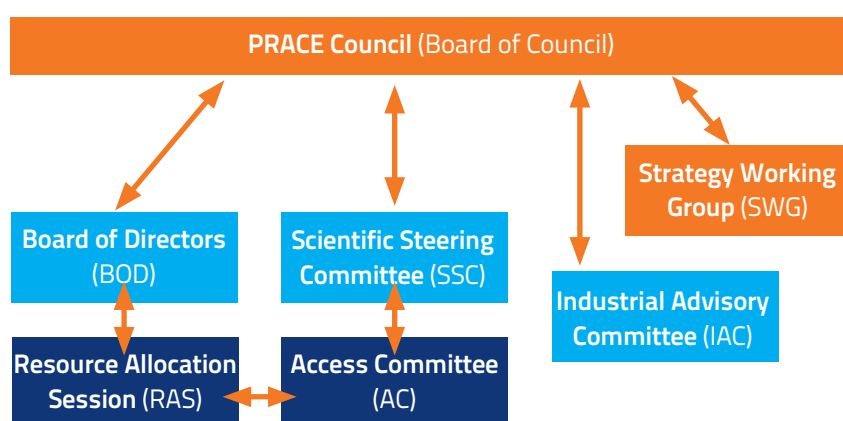 PRACE Council (Board of Council)
Strategy Working
Group (SWG)
Board of Directors
(BOD)
Scientific Steering
Committee (SSC)
Industrial Advisory
Committee (IAC)
Resource Allocation
Session (RAS)
Access Committee
(AC)